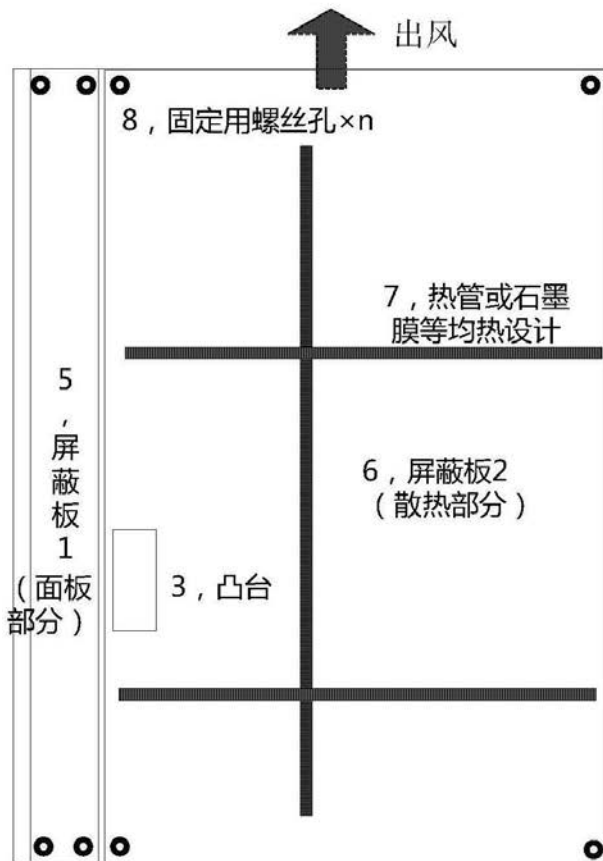 出风
8，固定用螺丝孔×n
7，热管或石墨
膜等均热设计
5
，
屏
蔽
板
1
（面板
部分）
6，屏蔽板2
（散热部分）
3，凸台